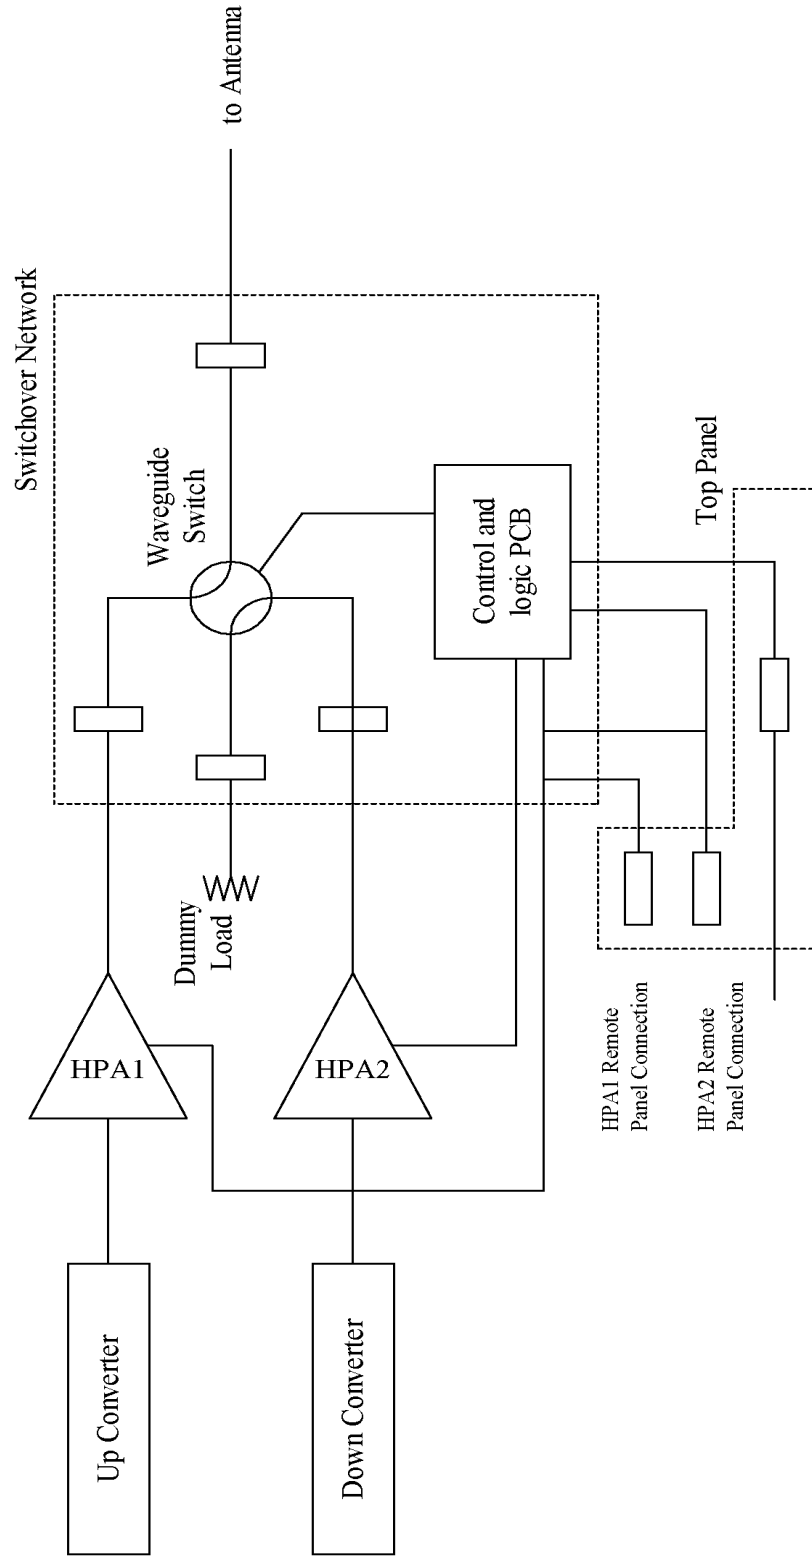 Switchover Network
to Antenna
Waveguide
Switch
Up Converter
HPA1
Dummy
Load
Down Converter
HPA2
Control and
logic PCB
Top Panel
HPA1 Remote
Panel Connection
HPA2 Remote
Panel Connection